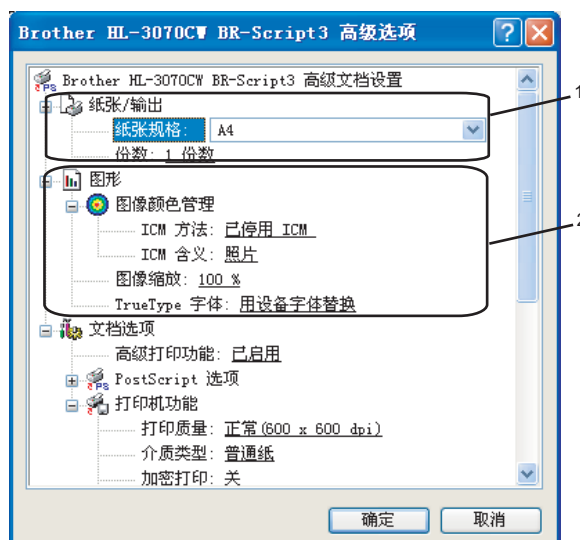 Brother HL-3070CW BR-Script3 高级选项
Brother HL-3070CW BR-Script3 高级文档设置
纸张/输出
纸张规格: A4
份数: 1 份数
1
图形
图像颜色管理
ICM 方法: 已停用 ICM
ICM 含义: 照片
2
图像缩放: 100 %
TrueType 字体: 用设备字体替换
文档选项
高级打印功能: 已启用
PostScript 选项
打印机功能
打印质量: 正常(600 x 600 dpi)
介质类型: 普通纸
加密打印: 关
确定 取消